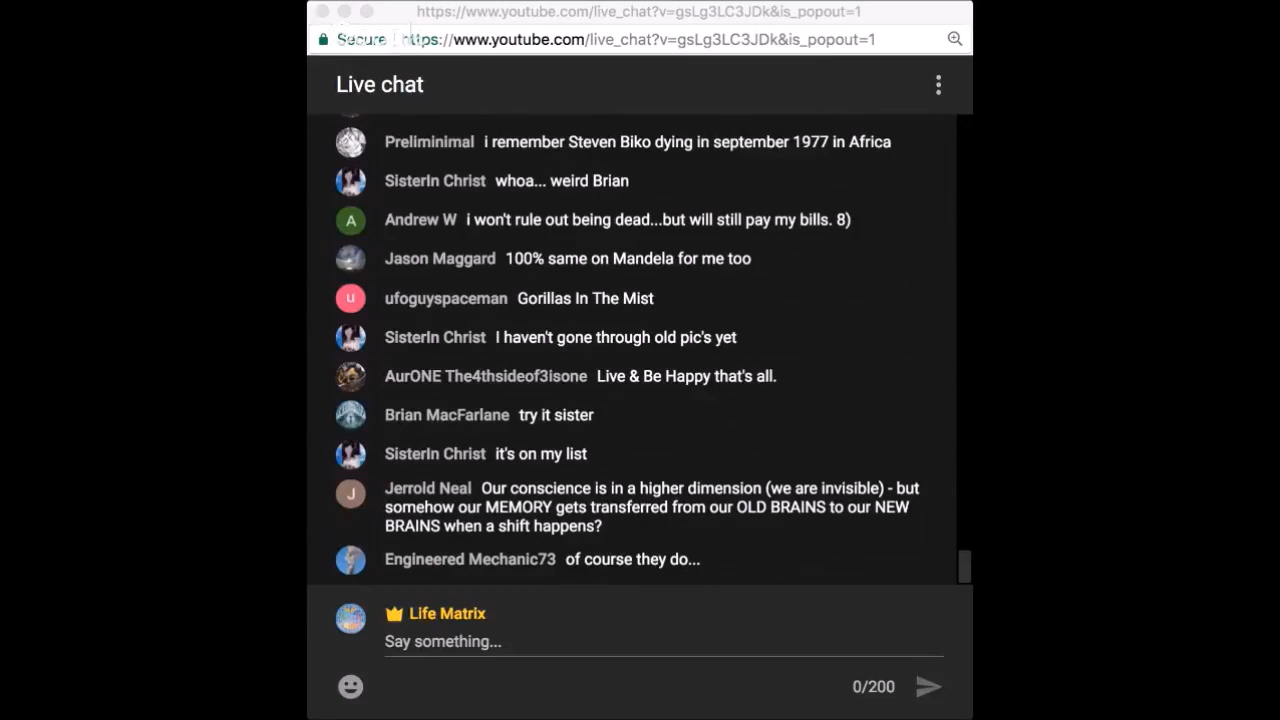 https://www.youtube.com/live_chat?v=gsLg3LC3JDk&is_popout=1
Secure https://www.youtube.com/live_chat?v=gsLg3LC3JDk&is_popout=1
Live chat
Preliminimal i remember Steven Biko dying in september 1977 in Africa
SisterIn Christ whoa... weird Brian
A Andrew W i won't rule out being dead...but will still pay my bills. 8)
Jason Maggard 100% same on Mandela for me too
u ufoguyspaceman Gorillas In The Mist
SisterIn Christ I haven't gone through old pic's yet
AurONE The4thsideof3isone Live & Be Happy that's all.
Brian MacFarlane try it sister
SisterIn Christ it's on my list
J Jerrold Neal Our conscience is in a higher dimension (we are invisible) - but
somehow our MEMORY gets transferred from our OLD BRAINS to our NEW
BRAINS when a shift happens?
Engineered Mechanic73 of course they do...
Life Matrix
Say something...
0/200